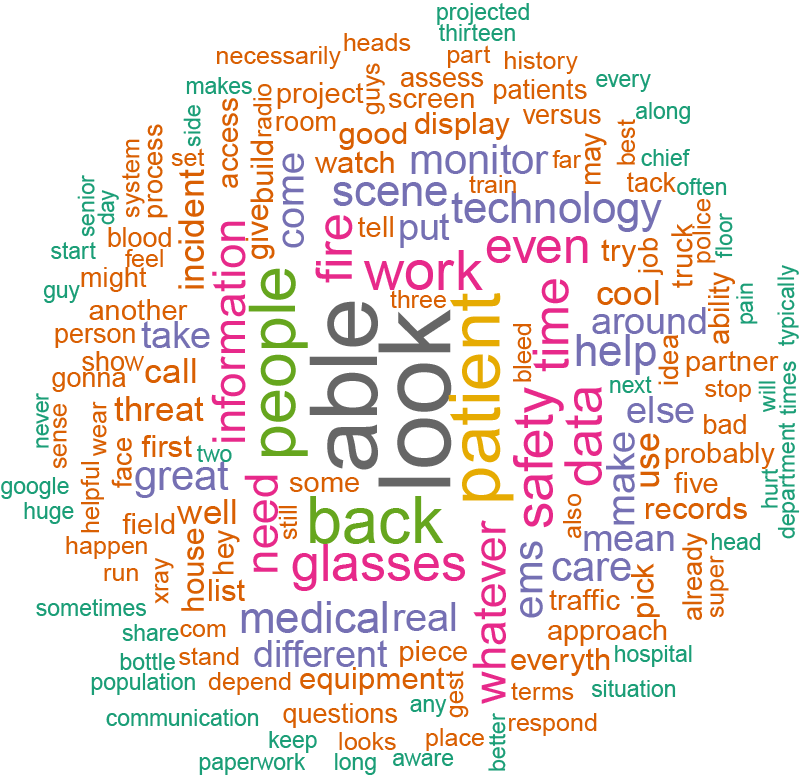 projected
thirteen
necessarily
heads
part
history
makes
guys
assess
patients
every
side
access
radio
project
screen
versus
along
process
system
set
room
good
display
far
may
best
chief
senior
day
incident
build
come
watch
monitor
train
tack
often
start
blood
feel
give
scene
technology
police
floor
guy
might
information
fire
tell
put
even
try
job
truck
typically
another
people
work
three
cool
ability
pain
person
take
able
look
patient
time
around
show
gonna
call
bleed
help
idea
partner
never
sense
wear
threat
two
safety
data
next
else
stop
will
times
google
face
first
great
some
make
use
bad
probably
hurt
department
huge
helpful
field
well
need
still
back
also
five
records
happen
hey
glasses
whatever
ems
mean
head
run
xray
house
list
care
pick
already
super
sometimes
medical
real
traffic
share
com
approach
bottle
stand
different
piece
everyth
hospital
population
depend
equipment
gest
terms
situation
communication
questions
any
respond
keep
looks
place
better
paperwork
long
aware